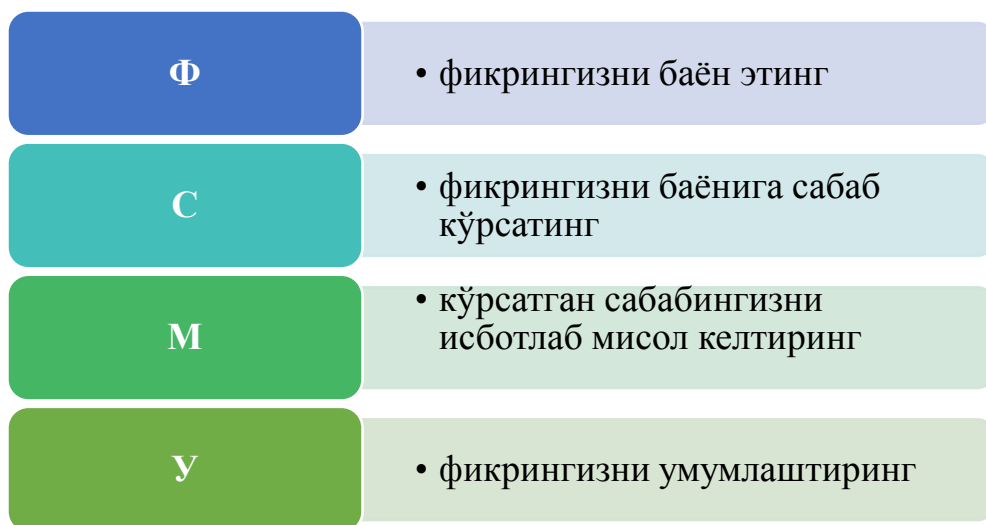 Ф
• фикрингизни баён этинг
С
• фикрингизни баёнига сабаб
кўрсатинг
М
• кўрсатган сабабингизни
исботлаб мисол келтиринг
У
• фикрингизни умумлаштиринг